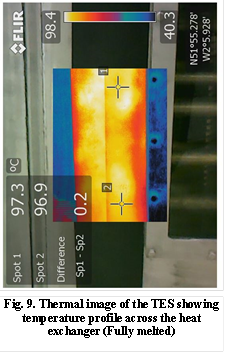 FLIR
98.4
40.3
°C
Spot 1 97.3
Spot 2 96.9
Difference
Sp1 - Sp2 0.2
1
2
N51°55.278'
W2°5.928'
Fig. 9. Thermal image of the TES showing
temperature profile across the heat
exchanger (Fully melted)